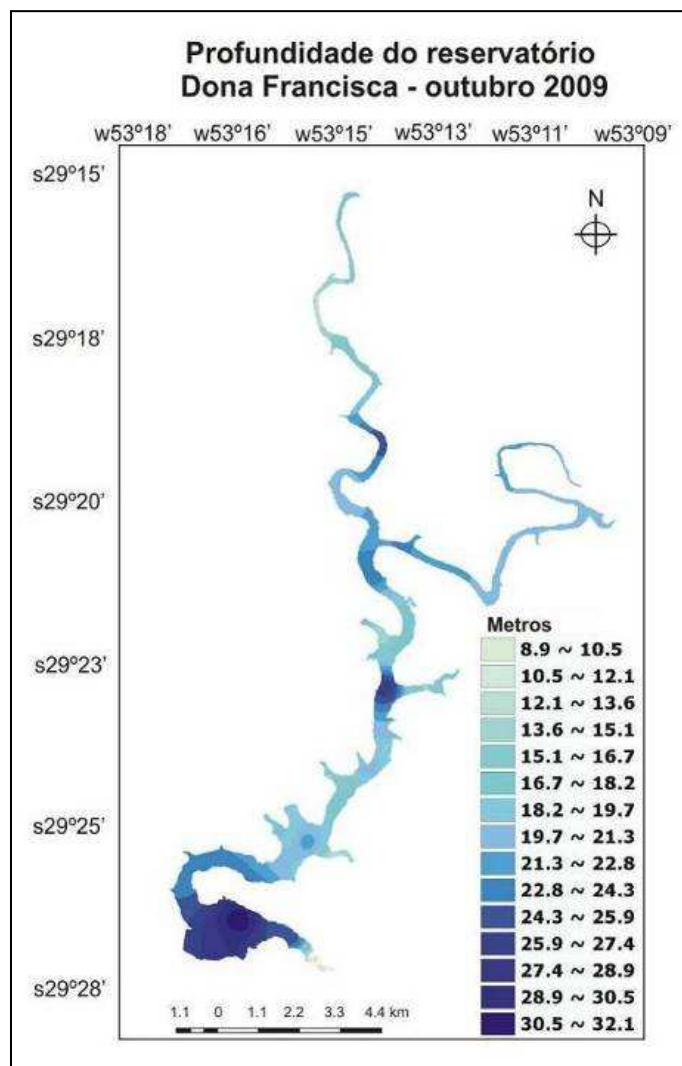 Profundidade do reservatório
Dona Francisca - outubro 2009
w53º18' w53º16' w53º15' w53º13' w53º11' w53º09'
s29º15'
N
s29º18'
s29º20'
s29º23'
Metros
8.9 ~ 10.5
10.5 ~ 12.1
12.1 ~ 13.6
13.6 ~ 15.1
15.1 ~ 16.7
16.7 ~ 18.2
18.2 ~ 19.7
19.7 ~ 21.3
21.3 ~ 22.8
22.8 ~ 24.3
24.3 ~ 25.9
25.9 ~ 27.4
27.4 ~ 28.9
28.9 ~ 30.5
30.5 ~ 32.1
s29º25'
s29º28'
1.1 0 1.1 2.2 3.3 4.4 km